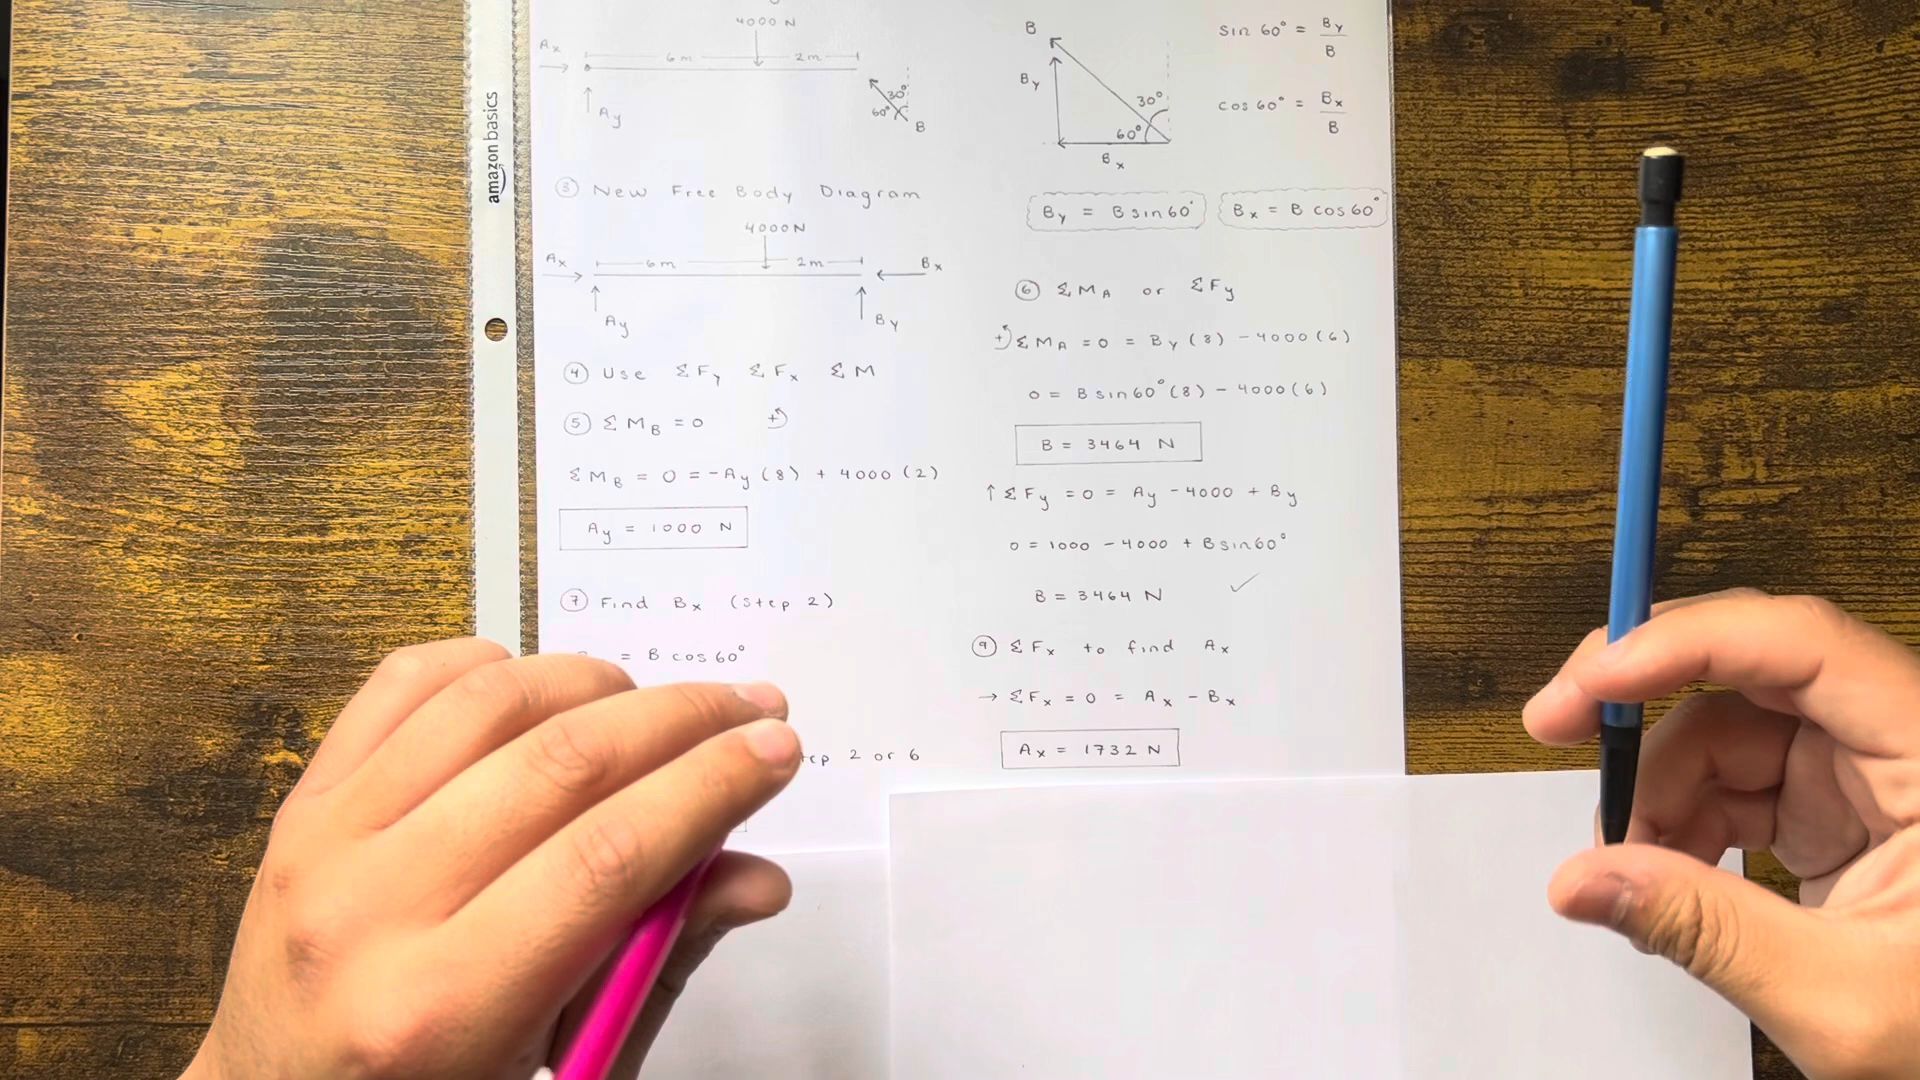 amazon basics
4000 N
Ax
6m
2m
Ay
30°
60°
B
③ New Free Body Diagram
4000N
Ax
6m
2m
Bx
Ay
By
④ Use ΣFy ΣFx ΣM
⑤ ΣMB = 0 +
ΣMB = 0 = -Ay (8) + 4000 (2)
Ay = 1000 N
⑦ Find Bx (step 2)
= B cos 60°
2 or 6
B
By
30°
60°
Bx
sin 60° = By/B
cos 60° = Bx/B
By = B sin 60°
Bx = B cos 60°
⑥ ΣMA or ΣFy
+ ΣMA = 0 = By (8) - 4000 (6)
0 = B sin 60° (8) - 4000 (6)
B = 3464 N
↑ ΣFy = 0 = Ay - 4000 + By
0 = 1000 - 4000 + B sin 60°
B = 3464 N ✓
⑨ ΣFx to find Ax
→ ΣFx = 0 = Ax - Bx
Ax = 1732 N